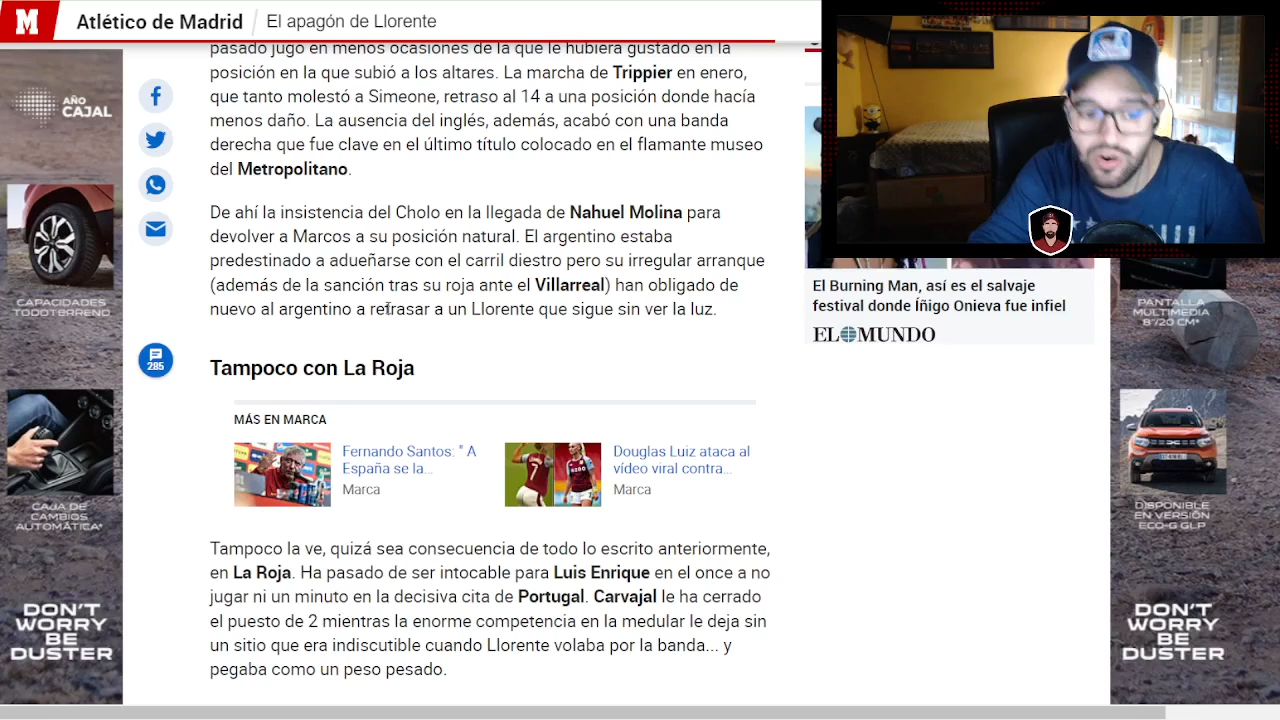 M
Atlético de Madrid
El apagón de Llorente
pasado jugó en menos ocasiones de la que le hubiera gustado en la
posición en la que subió a los altares. La marcha de Trippier en enero,
que tanto molestó a Simeone, retraso al 14 a una posición donde hacía
menos daño. La ausencia del inglés, además, acabó con una banda
derecha que fue clave en el último título colocado en el flamante museo
del Metropolitano.
De ahí la insistencia del Cholo en la llegada de Nahuel Molina para
devolver a Marcos a su posición natural. El argentino estaba
predestinado a adueñarse en el carril diestro pero su irregular arranque
(además de la sanción tras su roja ante el Villarreal) han obligado de
nuevo al argentino a retrasar a un Llorente que sigue sin ver la luz.
285
Tampoco con La Roja
MÁS EN MARCA
Fernando Santos: " A
España se la...
Marca
Douglas Luiz ataca al
vídeo viral contra...
Marca
Tampoco la ve, quizá sea consecuencia de todo lo escrito anteriormente,
en La Roja. Ha pasado de ser intocable para Luis Enrique en el once a no
jugar ni un minuto en la decisiva cita de Portugal. Carvajal le ha cerrado
el puesto de 2 mientras la enorme competencia en la medular le deja sin
un sitio que era indiscutible cuando Llorente volaba por la banda... y
pegaba como un peso pesado.
El Burning Man, así es el salvaje
festival donde Íñigo Onieva fue infiel
EL MUNDO
AÑO
CAJAL
CAPACIDADES
TODOTERRENO
CAJA DE
CAMBIOS
AUTOMÁTICA*
DON'T
WORRY
BE
DUSTER
PANTALLA
MULTIMEDIA
8"/20 CM*
DISPONIBLE
EN VERSIÓN
ECO-G GLP
DON'T
WORRY
BE
DUSTER